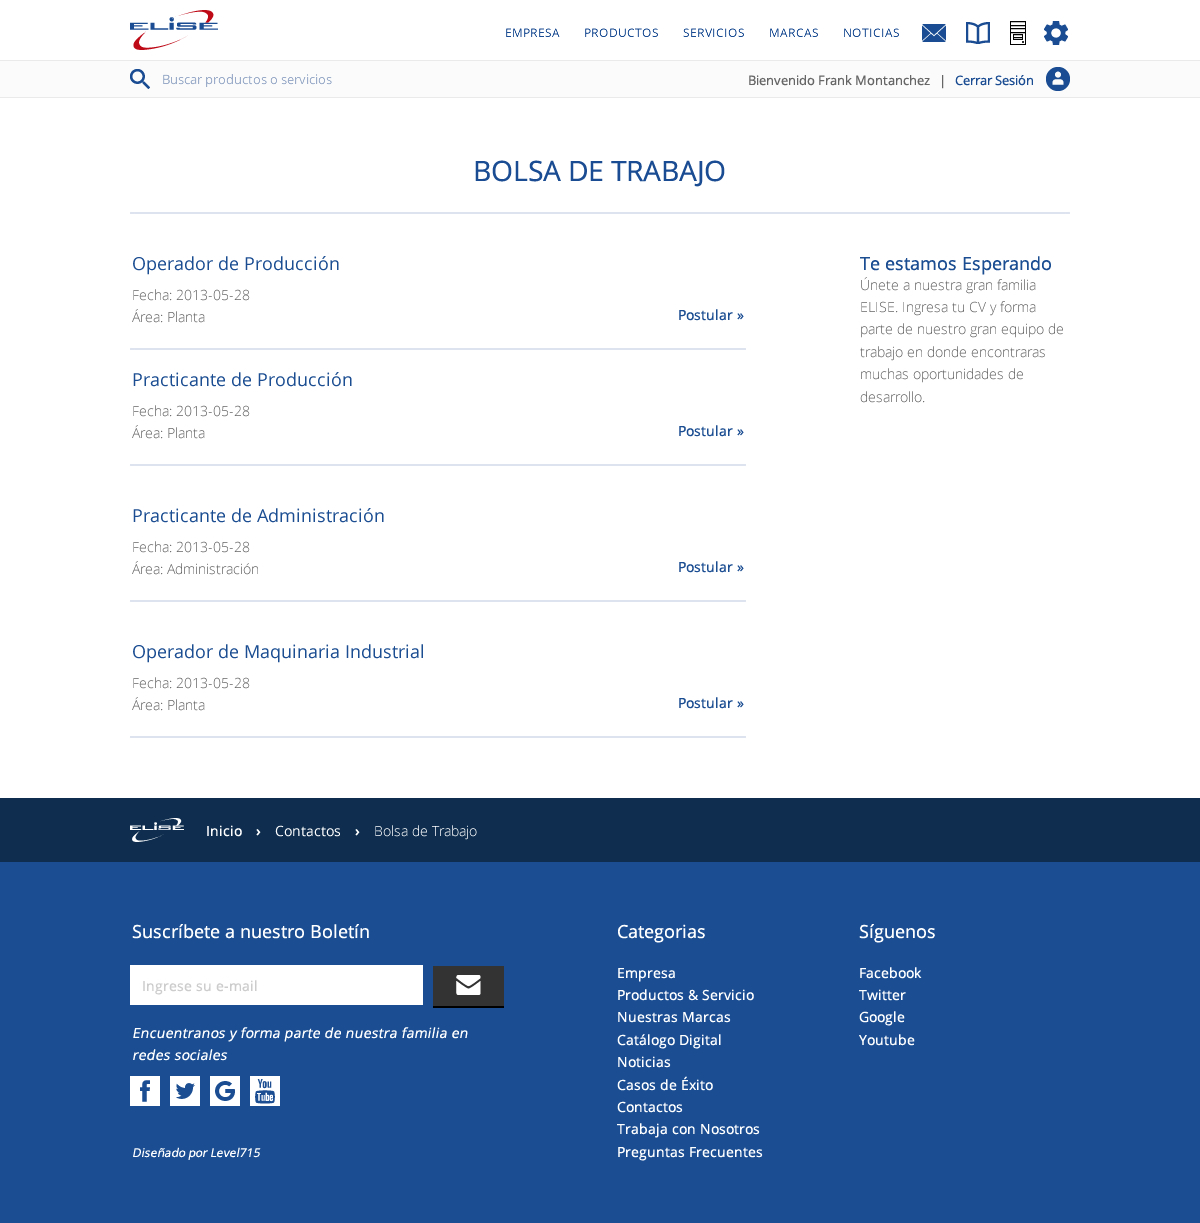 ELISE
EMPRESA PRODUCTOS SERVICIOS MARCAS NOTICIAS
Buscar productos o servicios
Bienvenido Frank Montanchez | Cerrar Sesión
BOLSA DE TRABAJO
Operador de Producción
Fecha: 2013-05-28
Área: Planta
Postular »
Practicante de Producción
Fecha: 2013-05-28
Área: Planta
Postular »
Practicante de Administración
Fecha: 2013-05-28
Área: Administración
Postular »
Operador de Maquinaria Industrial
Fecha: 2013-05-28
Área: Planta
Postular »
Te estamos Esperando
Únete a nuestra gran familia
ELISE. Ingresa tu CV y forma
parte de nuestro gran equipo de
trabajo en donde encontraras
muchas oportunidades de
desarrollo.
ELISE Inicio › Contactos › Bolsa de Trabajo
Suscríbete a nuestro Boletín
Ingrese su e-mail
Encuentranos y forma parte de nuestra familia en
redes sociales
f G You Tube
Diseñado por Level715
Categorias
Empresa
Productos & Servicio
Nuestras Marcas
Catálogo Digital
Noticias
Casos de Éxito
Contactos
Trabaja con Nosotros
Preguntas Frecuentes
Síguenos
Facebook
Twitter
Google
Youtube